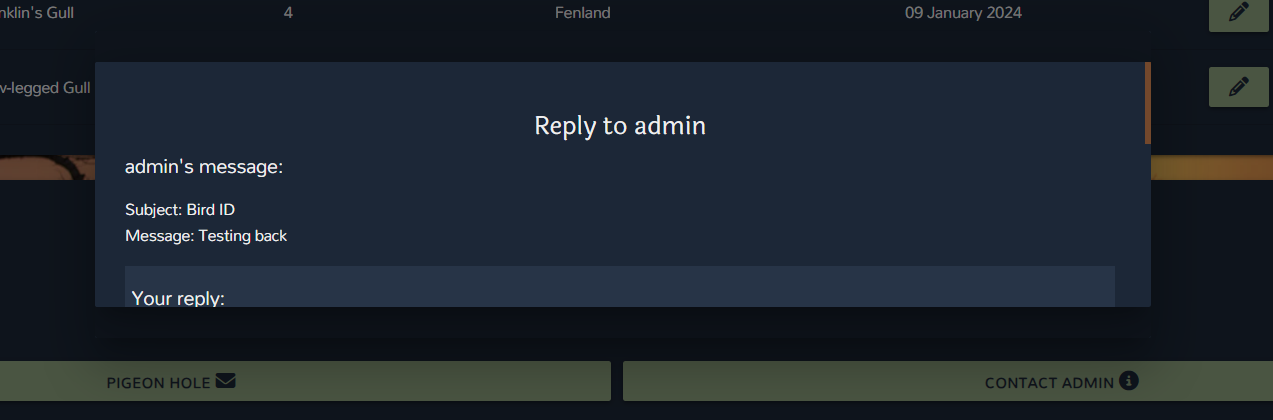 nklin's Gull 4 Fenland 09 January 2024
w-legged Gull
Reply to admin
admin's message:
Subject: Bird ID
Message: Testing back
Your reply:
PIGEON HOLE CONTACT ADMIN